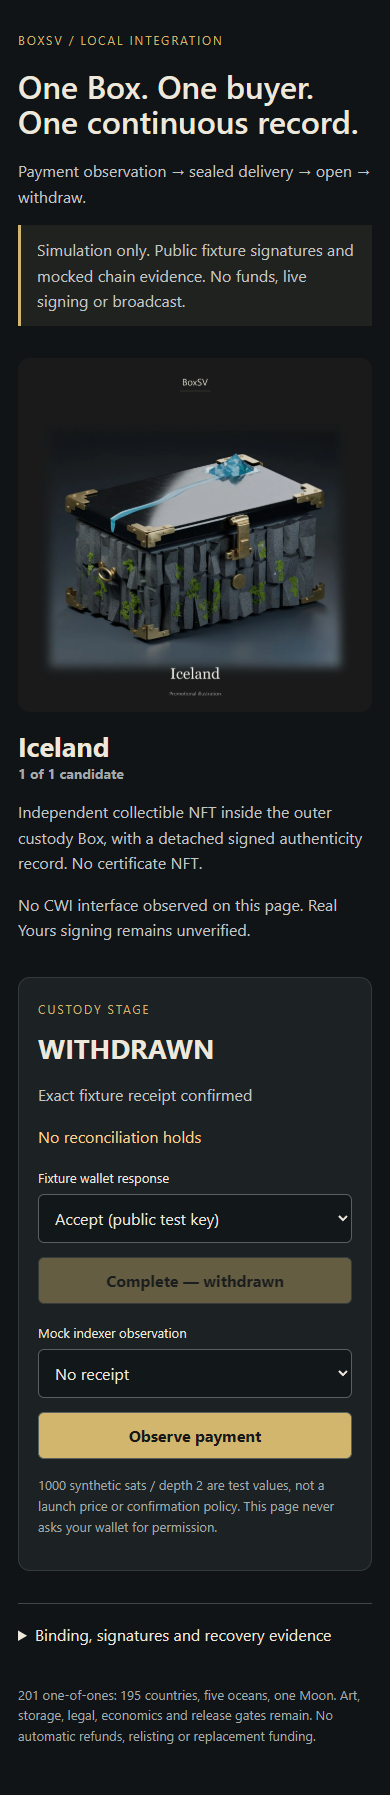 BOXSV / LOCAL INTEGRATION
One Box. One buyer.
One continuous record.
Payment observation → sealed delivery → open →
withdraw.
Simulation only. Public fixture signatures and
mocked chain evidence. No funds, live
signing or broadcast.
BoxSV
Iceland
Promotional illustration
Iceland
1 of 1 candidate
Independent collectible NFT inside the outer
custody Box, with a detached signed authenticity
record. No certificate NFT.
No CWI interface observed on this page. Real
Yours signing remains unverified.
CUSTODY STAGE
WITHDRAWN
Exact fixture receipt confirmed
No reconciliation holds
Fixture wallet response
Accept (public test key)
Complete — withdrawn
Mock indexer observation
No receipt
Observe payment
1000 synthetic sats / depth 2 are test values, not a
launch price or confirmation policy. This page never
asks your wallet for permission.
Binding, signatures and recovery evidence
201 one-of-ones: 195 countries, five oceans, one Moon. Art,
storage, legal, economics and release gates remain. No
automatic refunds, relisting or replacement funding.